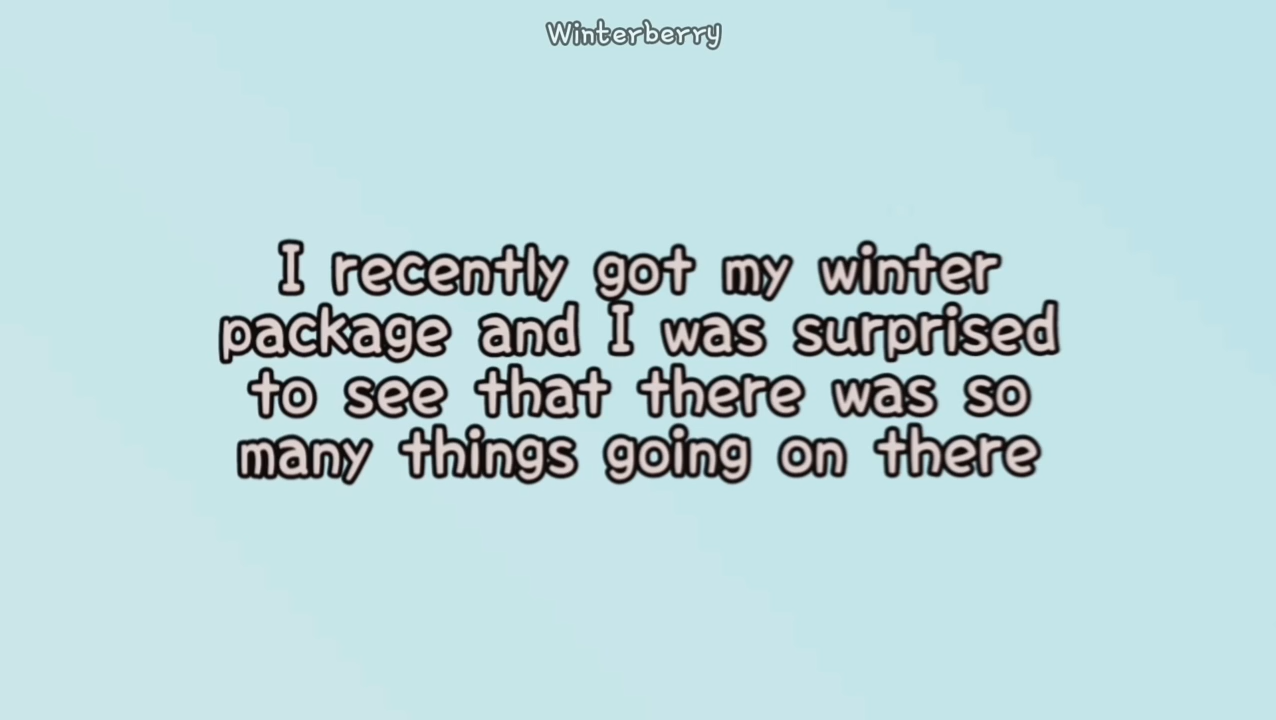 Winterberry
I recently got my winter
package and I was surprised
to see that there was so
many things going on there